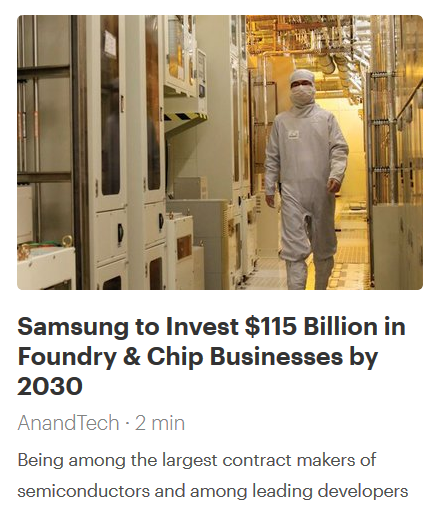 Samsung to Invest $115 Billion in
Foundry & Chip Businesses by
2030
AnandTech · 2 min
Being among the largest contract makers of
semiconductors and among leading developers